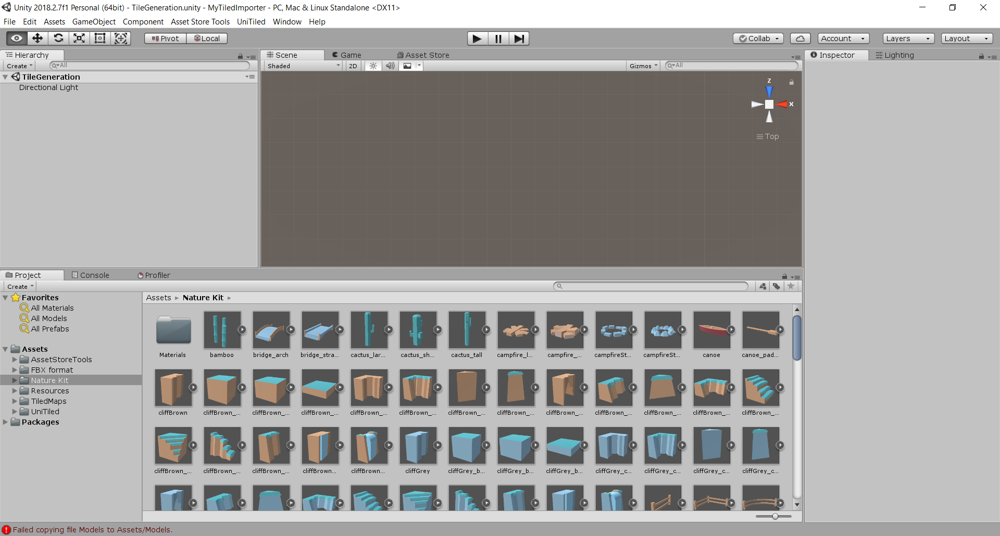 Unity 2018.2.7f1 Personal (64bit) - TileGeneration.unity - MyTiledImporter - PC, Mac & Linux Standalone <DX11>
File Edit Assets GameObject Component Asset Store Tools UniTiled Window Help
Pivot Local Collab Account Layers Layout
Hierarchy
Create All
TileGeneration
Directional Light
Scene Game Asset Store
Shaded 2D Gizmos All
z
x
Top
Inspector Lighting
Project Console Profiler
Create
Favorites
All Materials
All Models
All Prefabs
Assets
AssetStoreTools
FBX format
Nature Kit
Resources
TiledMaps
UniTiled
Packages
Assets Nature Kit
Materials bamboo bridge_arch bridge_stra... cactus_lar... cactus_sh... cactus_tall campfire_l... campfire_... campfireSt... campfireSt... canoe canoe_pad...
cliffBrown cliffBrown_... cliffBrown_... cliffBrown_... cliffBrown_... cliffBrown_... cliffBrown_... cliffBrown_... cliffBrown_... cliffBrown_... cliffBrown_... cliffBrown_... cliffBrown_...
cliffBrown_... cliffBrown_... cliffBrown_... cliffBrown... cliffBrown... cliffGrey cliffGrey_b... cliffGrey_b... cliffGrey_b... cliffGrey_c... cliffGrey_c... cliffGrey_c... cliffGrey_c...
Failed copying file Models to Assets/Models.